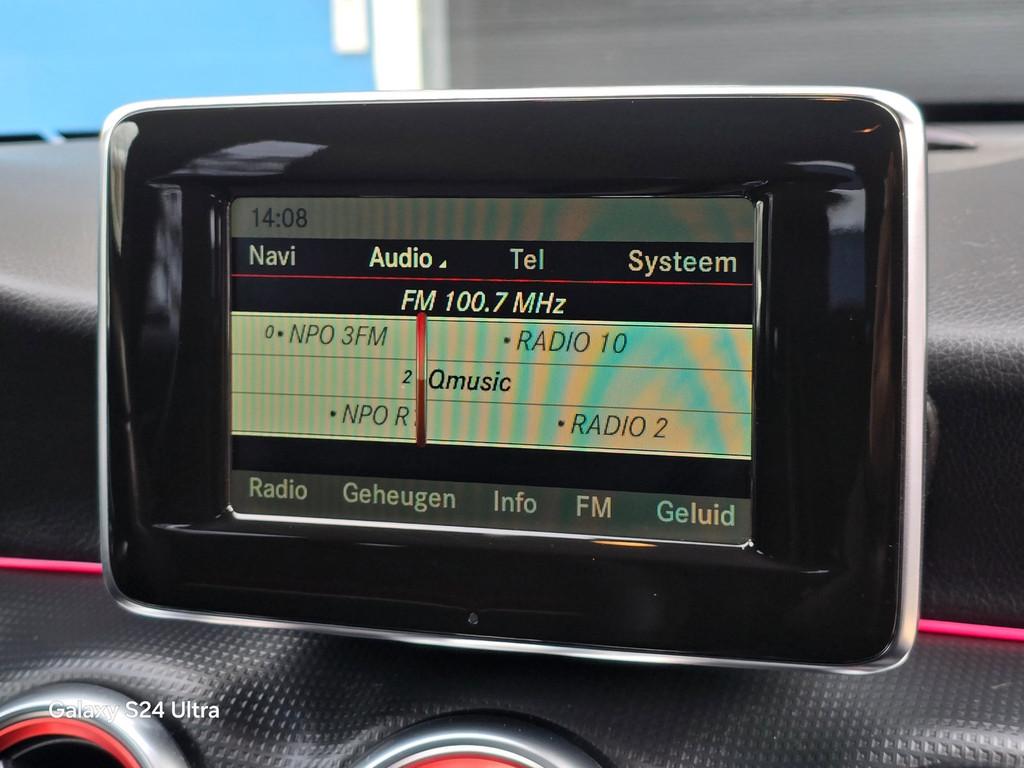 14:08
Navi Audio Tel Systeem
FM 100.7 MHz
0 • NPO 3FM • RADIO 10
2 Qmusic
• NPO R1 • RADIO 2
Radio Geheugen Info FM Geluid
Galaxy S24 Ultra